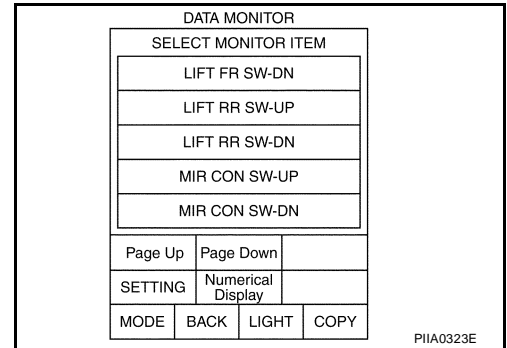 DATA MONITOR
SELECT MONITOR ITEM
LIFT FR SW-DN
LIFT RR SW-UP
LIFT RR SW-DN
MIR CON SW-UP
MIR CON SW-DN
Page Up Page Down
SETTING Numerical Display
MODE BACK LIGHT COPY
PIIA0323E